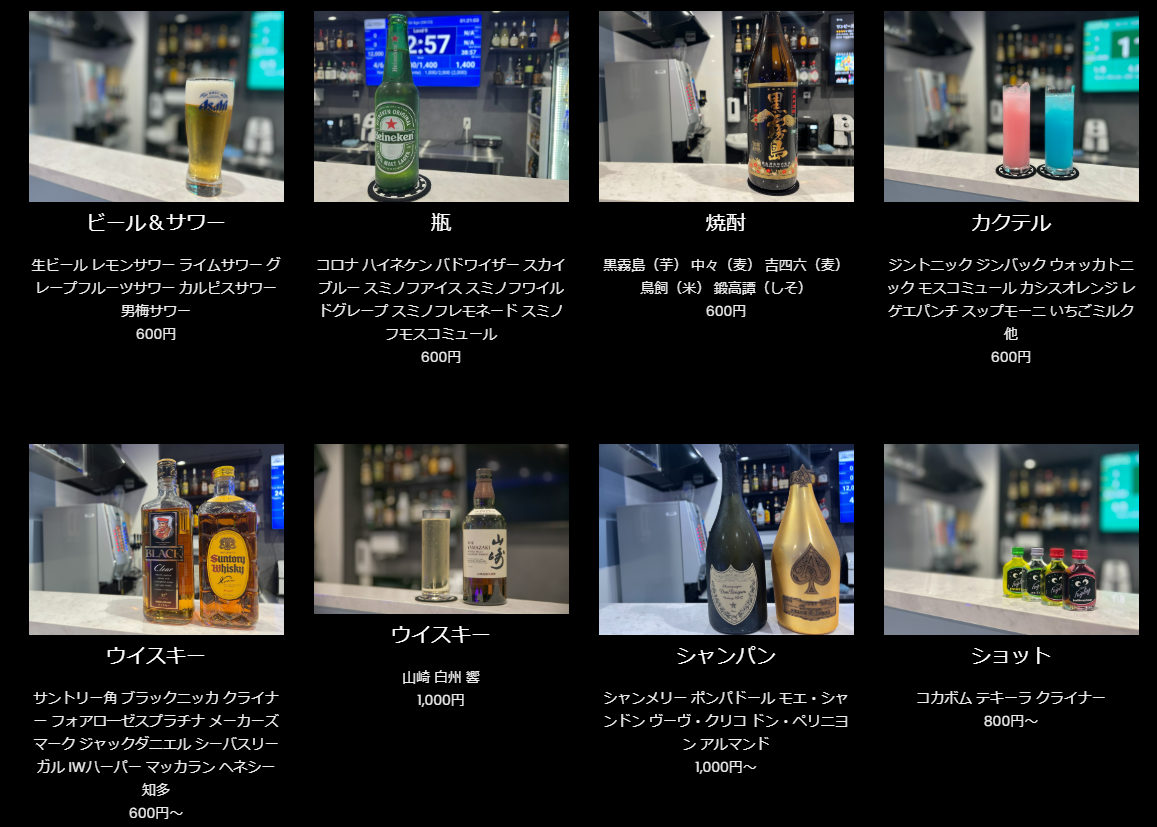 Asahi
ビール＆サワー
生ビール レモンサワー ライムサワー グ
レープフルーツサワー カルピスサワー
男梅サワー
600円
2:57
Heineken
瓶
コロナ ハイネケン バドワイザー スカイ
ブルー スミノフアイス スミノフワイル
ドグレープ スミノフレモネード スミノ
フモスコミュール
600円
黒霧島
焼酎
黒霧島（芋） 中々（麦） 吉四六（麦）
鳥飼（米） 鍛高譚（しそ）
600円
カクテル
ジントニック ジンバック ウォッカトニ
ック モスコミュール カシスオレンジ レ
ゲエパンチ スップモーニ いちごミルク
他
600円
BLACK
Clear
Suntory
Whisky
ウイスキー
サントリー角 ブラックニッカ クライナ
ー フォアローゼスプラチナ メーカーズ
マーク ジャックダニエル シーバスリー
ガル IWハーパー マッカラン ヘネシー
知多
600円～
YAMAZAKI
山崎
ウイスキー
山崎 白州 響
1,000円
シャンパン
シャンメリー ポンパドール モエ・シャ
ンドン ヴーヴ・クリコ ドン・ペリニヨ
ン アルマンド
1,000円～
ショット
コカボム テキーラ クライナー
800円～